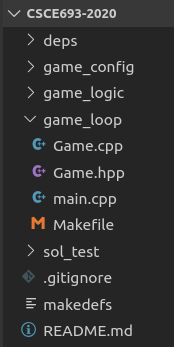 CSCE693-2020
deps
game_config
game_logic
game_loop
Game.cpp
Game.hpp
main.cpp
Makefile
sol_test
.gitignore
makedefs
README.md